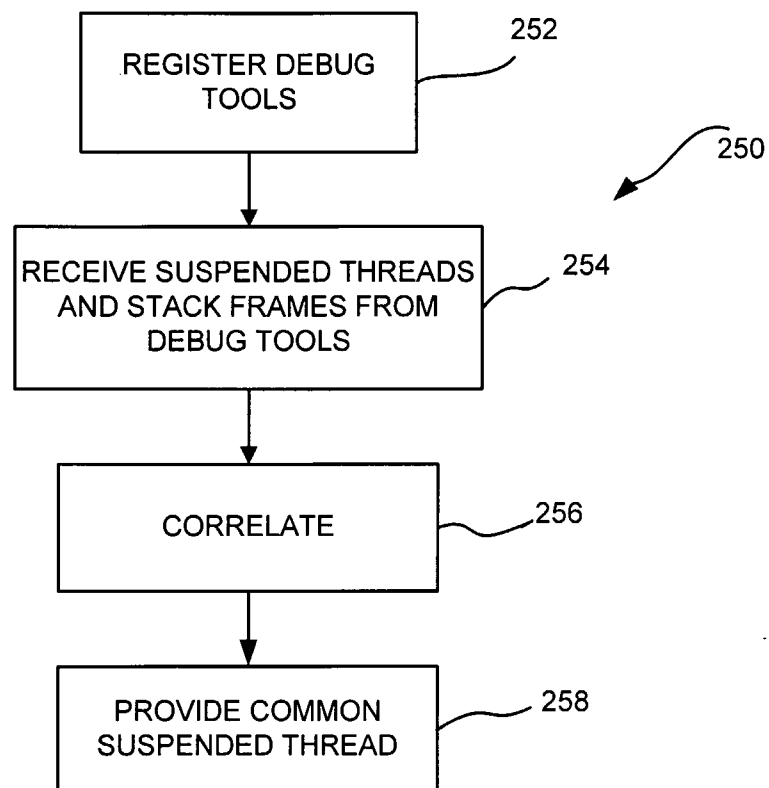 252
REGISTER DEBUG
TOOLS
250
RECEIVE SUSPENDED THREADS
AND STACK FRAMES FROM
DEBUG TOOLS
254
CORRELATE
256
PROVIDE COMMON
SUSPENDED THREAD
258